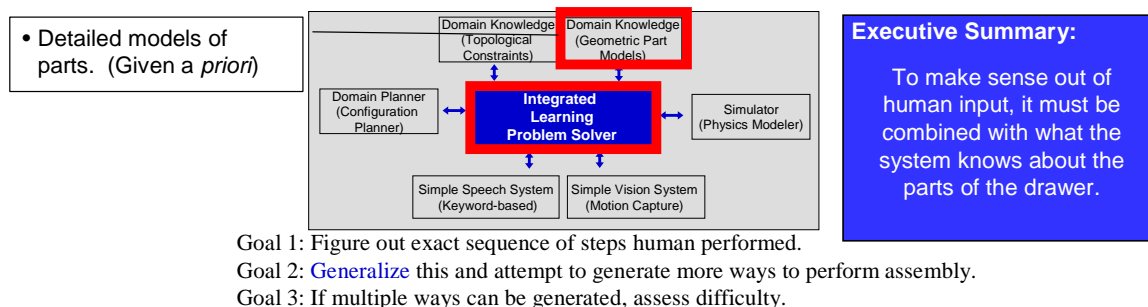 • Detailed models of
parts. (Given a priori)
Domain Knowledge
(Topological
Constraints)
Domain Knowledge
(Geometric Part
Models)
Domain Planner
(Configuration
Planner)
Integrated
Learning
Problem Solver
Simulator
(Physics Modeler)
Simple Speech System
(Keyword-based)
Simple Vision System
(Motion Capture)
Executive Summary:
To make sense out of
human input, it must be
combined with what the
system knows about the
parts of the drawer.
Goal 1: Figure out exact sequence of steps human performed.
Goal 2: Generalize this and attempt to generate more ways to perform assembly.
Goal 3: If multiple ways can be generated, assess difficulty.